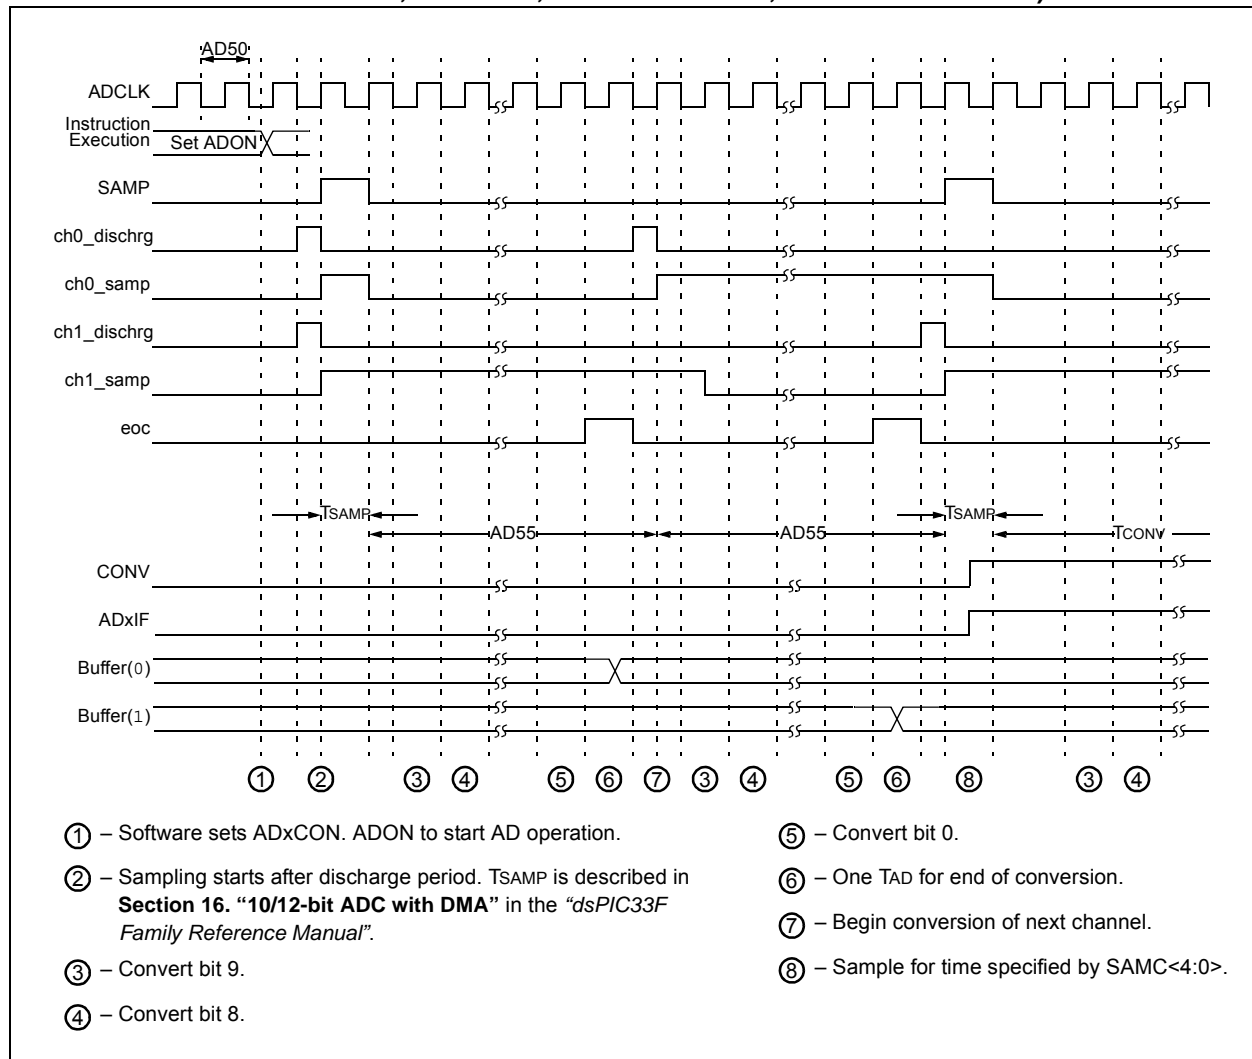 AD50
ADCLK
Instruction
Execution
Set ADON
SAMP
ch0_dischrg
ch0_samp
ch1_dischrg
ch1_samp
eoc
TSAMP
TSAMP
AD55
AD55
TCONV
CONV
ADxIF
Buffer(0)
Buffer(1)
1 2 3 4 5 6 7 3 4 5 6 8 3 4
1 – Software sets ADxCON. ADON to start AD operation.
2 – Sampling starts after discharge period. TSAMP is described in
Section 16. “10/12-bit ADC with DMA” in the “dsPIC33F
Family Reference Manual”.
3 – Convert bit 9.
4 – Convert bit 8.
5 – Convert bit 0.
6 – One TAD for end of conversion.
7 – Begin conversion of next channel.
8 – Sample for time specified by SAMC<4:0>.